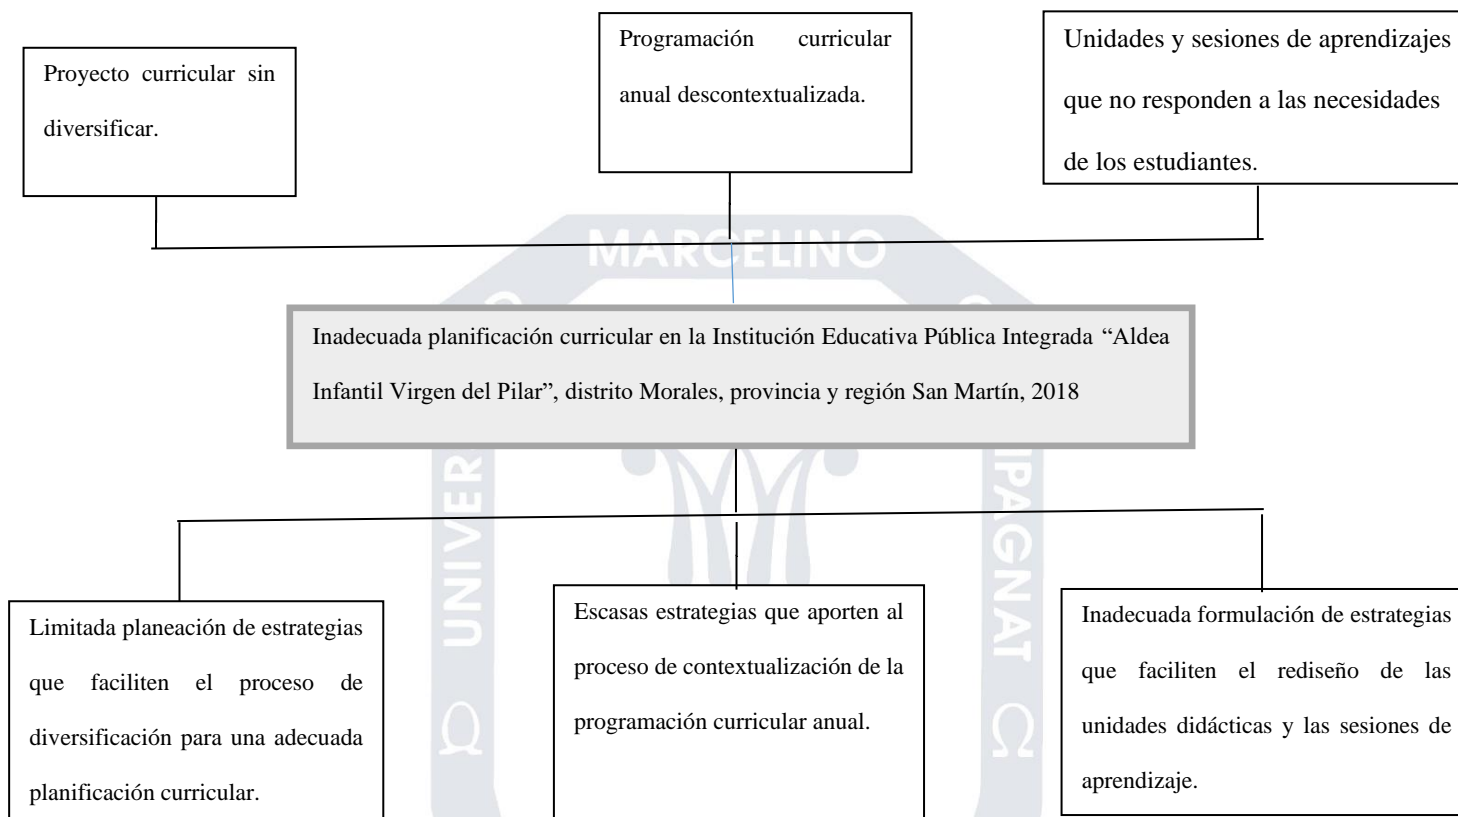 Proyecto curricular sin
diversificar.
Programación curricular
anual descontextualizada.
Unidades y sesiones de aprendizajes
que no responden a las necesidades
de los estudiantes.
MARCELINO
Inadecuada planificación curricular en la Institución Educativa Pública Integrada “Aldea
Infantil Virgen del Pilar”, distrito Morales, provincia y región San Martín, 2018
UNIVER
IPAGNAT
Limitada planeación de estrategias
que faciliten el proceso de
diversificación para una adecuada
planificación curricular.
Escasas estrategias que aporten al
proceso de contextualización de la
programación curricular anual.
Inadecuada formulación de estrategias
que faciliten el rediseño de las
unidades didácticas y las sesiones de
aprendizaje.
Ω
Ω